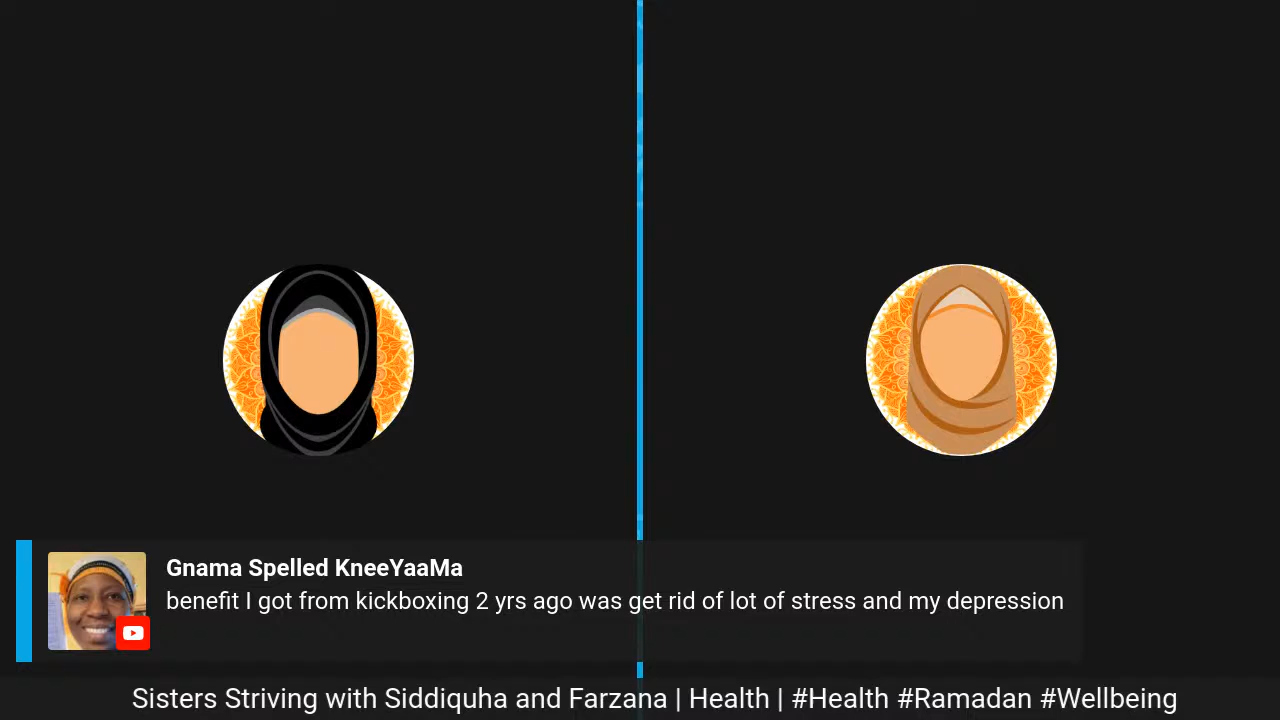 Gnama Spelled KneeYaaMa
benefit I got from kickboxing 2 yrs ago was get rid of lot of stress and my depression
Sisters Striving with Siddiquha and Farzana | Health | #Health #Ramadan #Wellbeing